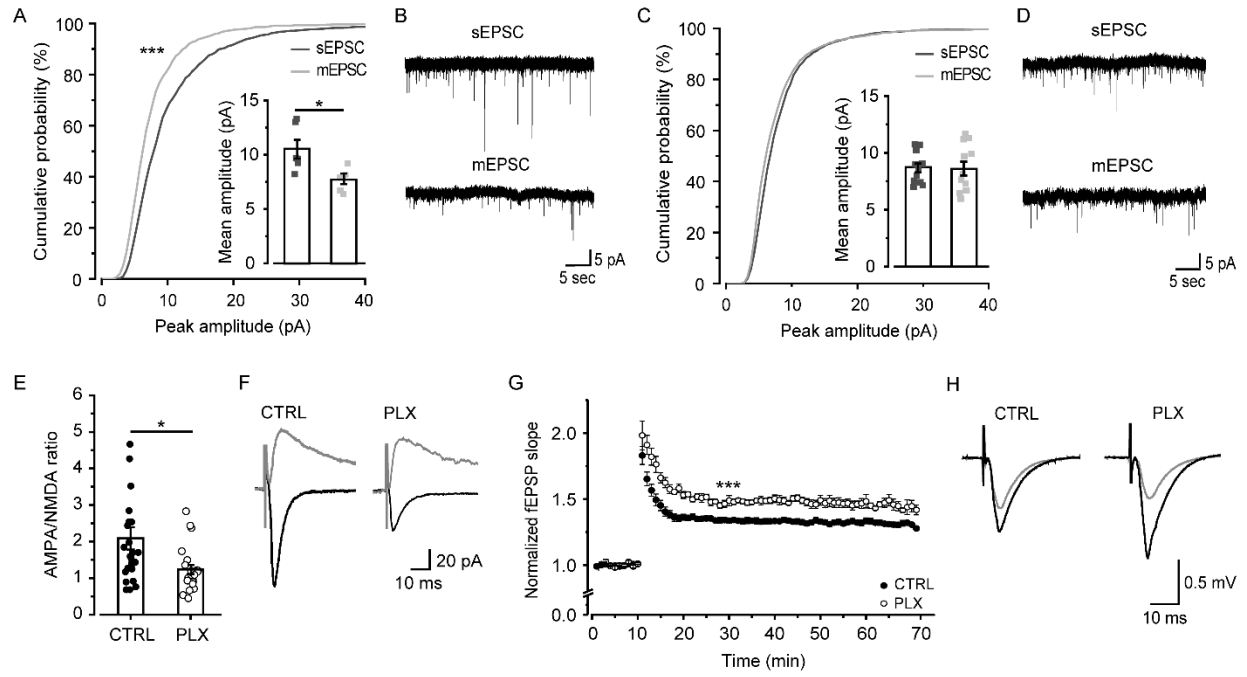 A
100
80
60
40
20
0
Cumulative probability (%)
***
sEPSC
mEPSC
15
10
5
0
Mean amplitude (pA)
*
0 10 20 30 40
Peak amplitude (pA)
B
sEPSC
mEPSC
5 pA
5 sec
C
100
80
60
40
20
0
Cumulative probability (%)
sEPSC
mEPSC
15
10
5
0
Mean amplitude (pA)
0 10 20 30 40
Peak amplitude (pA)
D
sEPSC
mEPSC
5 pA
5 sec
E
6
5
4
3
2
1
0
AMPA/NMDA ratio
*
CTRL PLX
F
CTRL PLX
20 pA
10 ms
G
2.0
1.5
1.0
0.0
Normalized fEPSP slope
***
CTRL
PLX
0 10 20 30 40 50 60 70
Time (min)
H
CTRL PLX
0.5 mV
10 ms